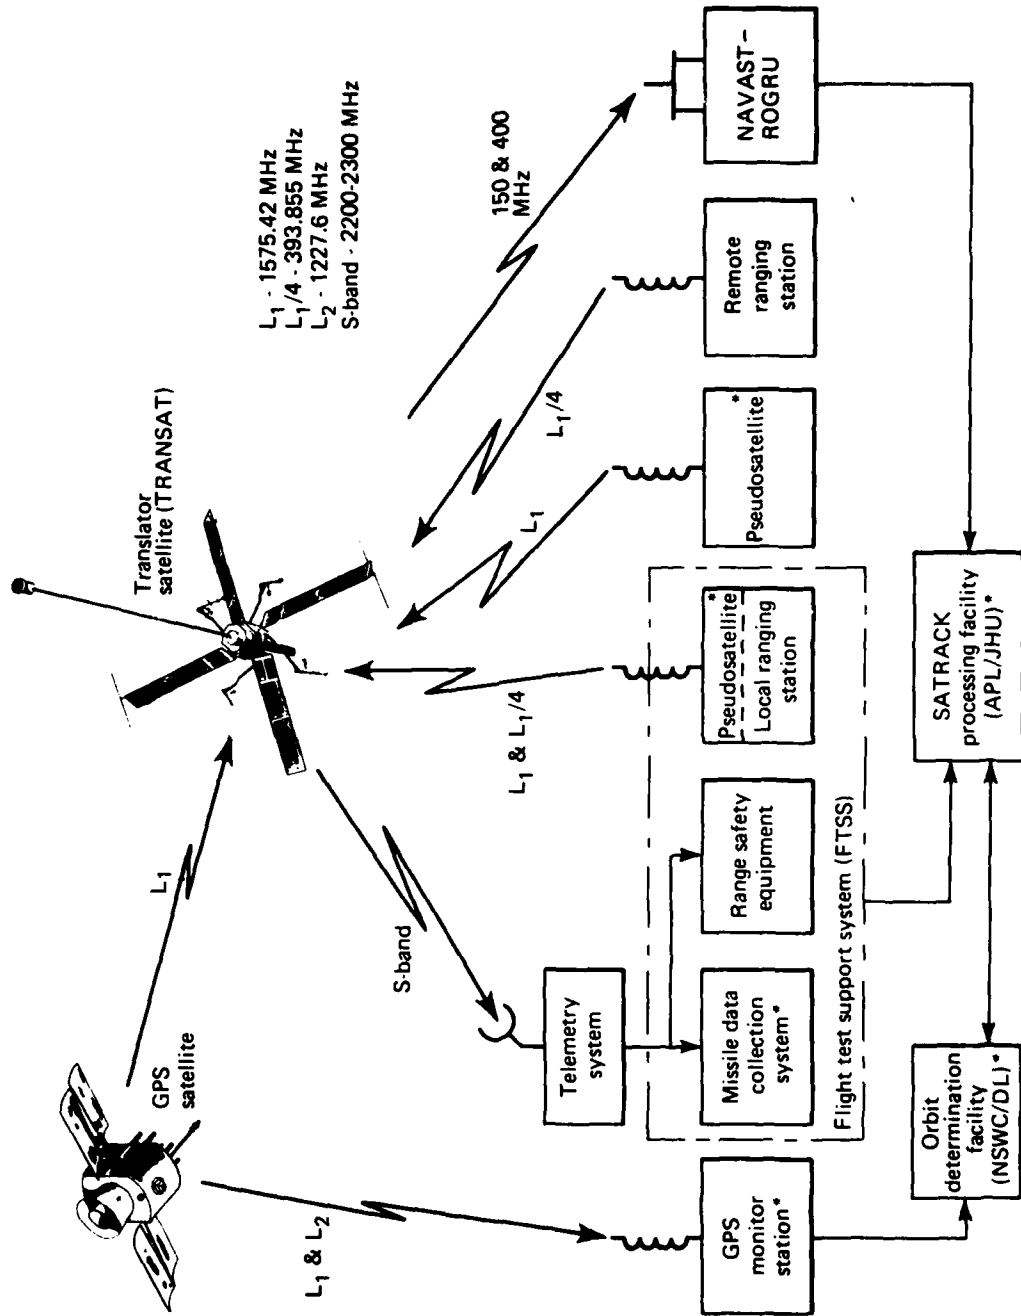 Translator
satellite (TRANSAT)
L₁ - 1575.42 MHz
L₁/4 - 393.855 MHz
L₂ - 1227.6 MHz
S-band - 2200-2300 MHz
GPS
satellite
L₁
L₁ & L₂
S-band
L₁ & L₁/4
L₁
L₁/4
150 & 400
MHz
Telemetry
system
GPS
monitor
station*
Missile data
collection
system*
Range safety
equipment
Pseudosatellite*
Local ranging
station
Pseudosatellite*
Remote
ranging
station
NAVAST-
ROGRU
Flight test support system (FTSS)
Orbit
determination
facility
(NSWC/DL)*
SATRACK
processing facility
(APL/JHU)*